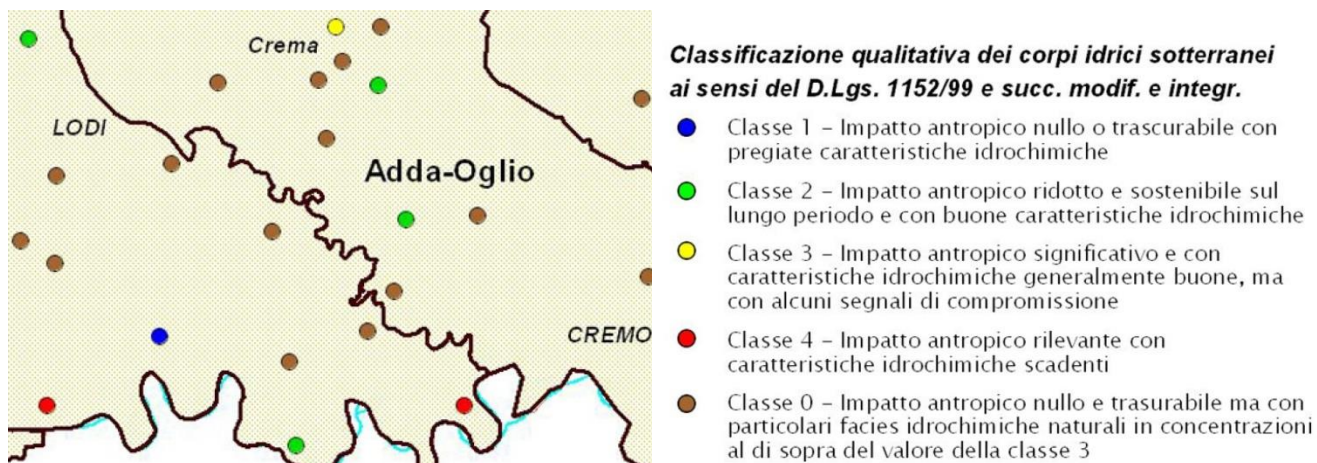 Crema
LODI
Adda-Oglio
CREMO
Classificazione qualitativa dei corpi idrici sotterranei
ai sensi del D.Lgs. 1152/99 e succ. modif. e integr.
Classe 1 – Impatto antropico nullo o trascurabile con
pregiate caratteristiche idrochimiche
Classe 2 – Impatto antropico ridotto e sostenibile sul
lungo periodo e con buone caratteristiche idrochimiche
Classe 3 – Impatto antropico significativo e con
caratteristiche idrochimiche generalmente buone, ma
con alcuni segnali di compromissione
Classe 4 – Impatto antropico rilevante con
caratteristiche idrochimiche scadenti
Classe 0 – Impatto antropico nullo e trasurabile ma con
particolari facies idrochimiche naturali in concentrazioni
al di sopra del valore della classe 3